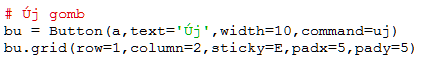 # Új gomb
bu = Button(a,text='Új',width=10,command=uj)
bu.grid(row=1,column=2,sticky=E,padx=5,pady=5)